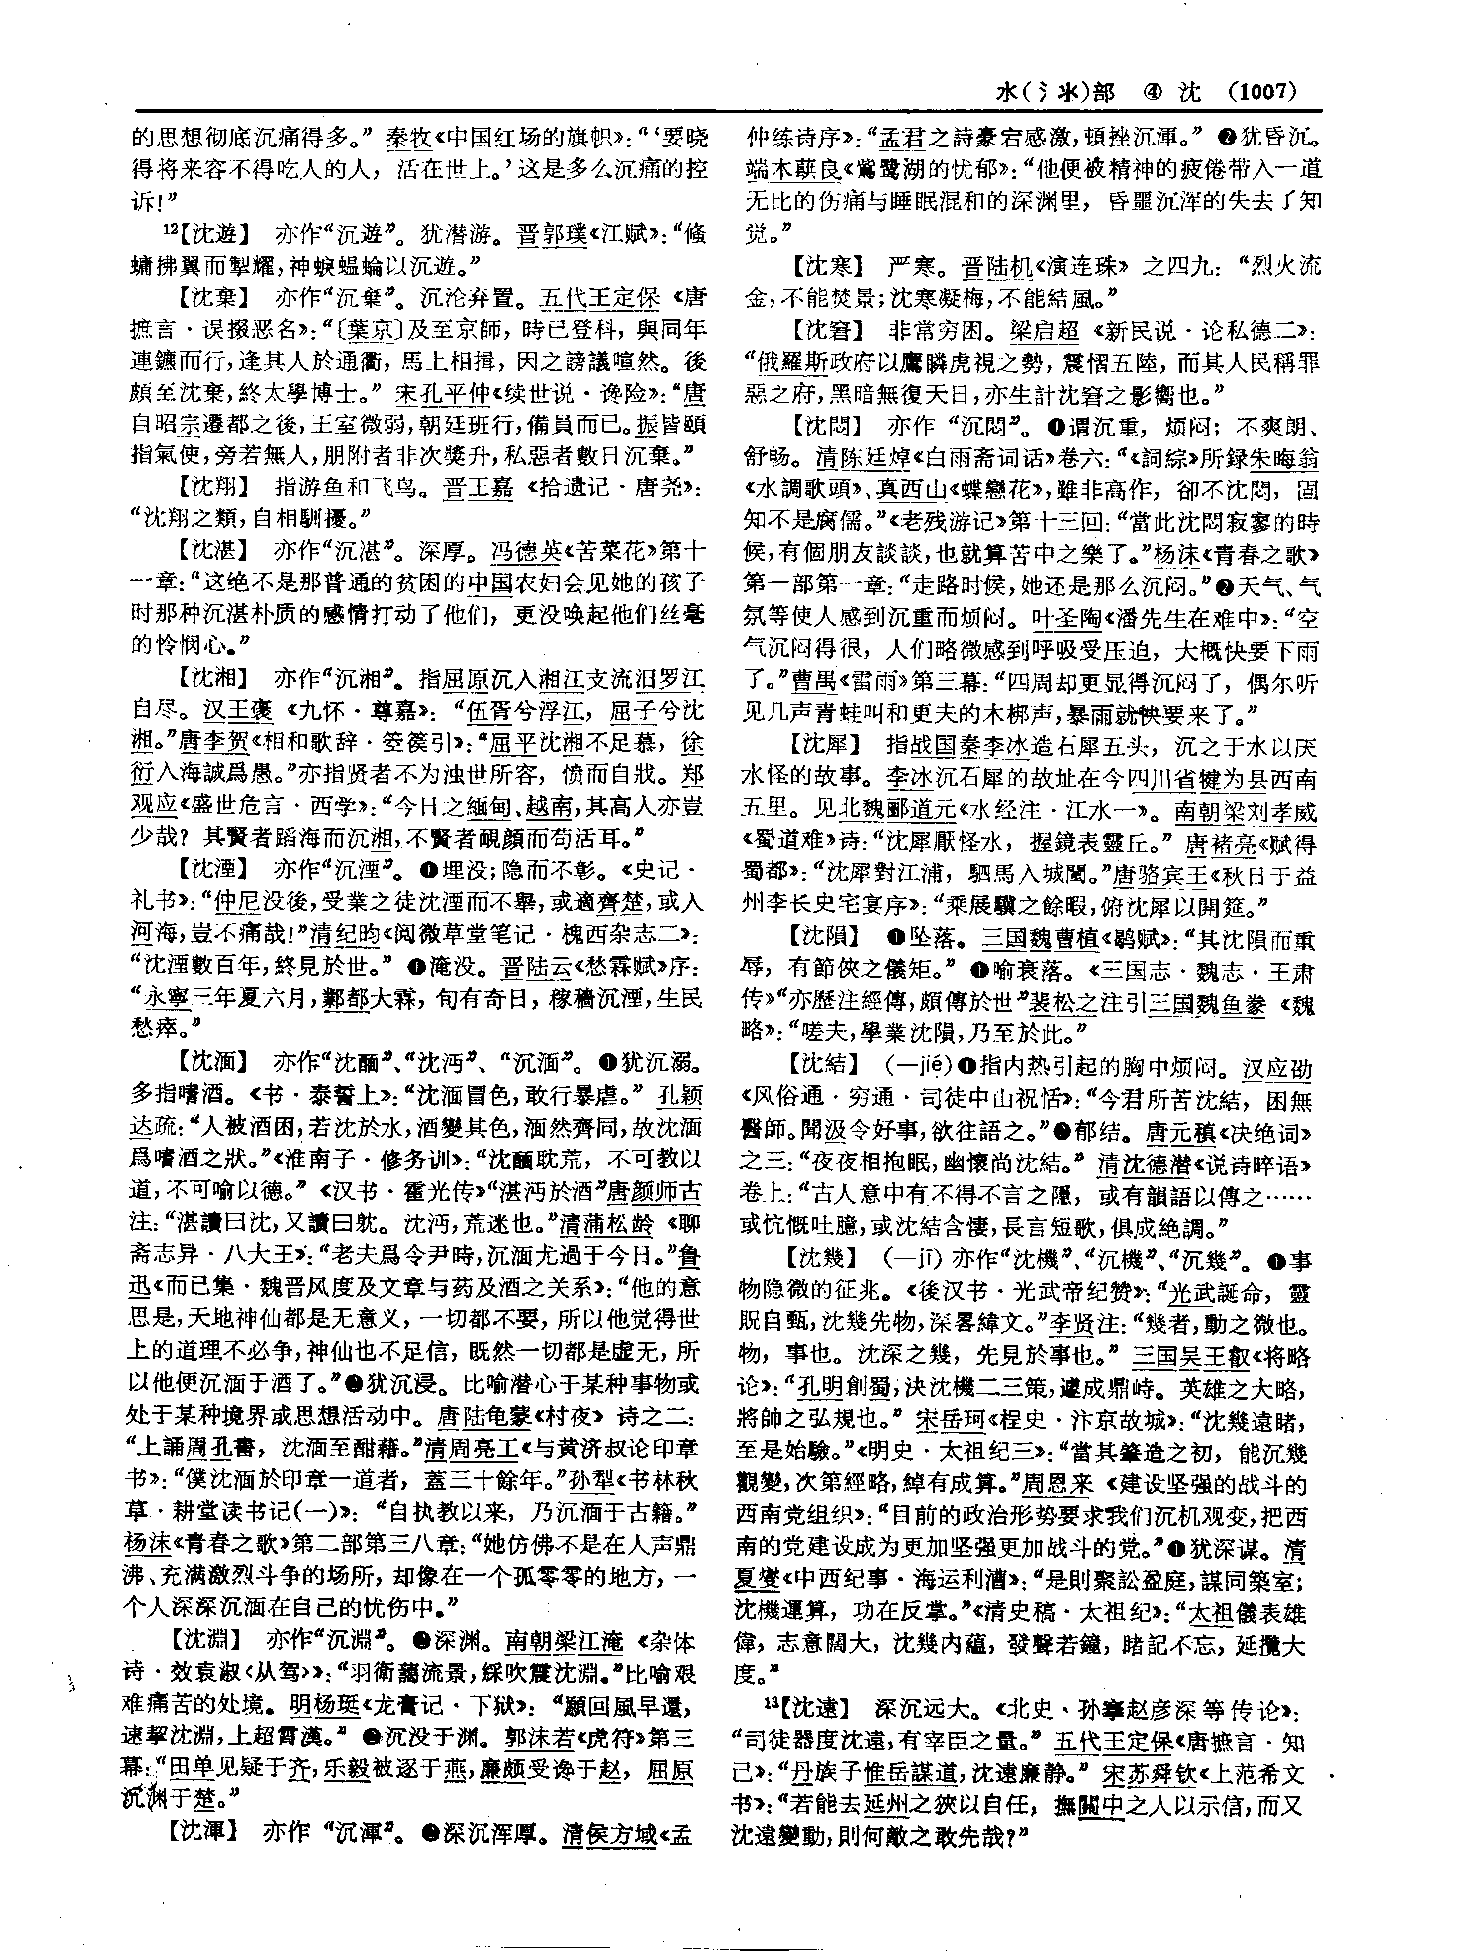 水(氵氺)部　④　沈　(1007)
的思想彻底沉痛得多。”秦牧《中国红场的旗帜》：“‘要晓
得将来容不得吃人的人，活在世上。’这是多么沉痛的控
诉！”
12【沈遊】　亦作“沉遊”。犹潜游。晋郭璞《江赋》：“儵
䗤拂翼而掣耀，神蜧蝹蜦以沉遊。”
【沈棄】　亦作“沉棄”。沉沦弃置。五代王定保《唐
摭言·误掇恶名》：“〔葉京〕及至京師，時已登科，與同年
連鑣而行，逢其人於通衢，馬上相揖，因之謗議喧然。後
頗至沈棄，終太學博士。”宋孔平仲《续世说·谗险》：“唐
自昭宗遷都之後，王室微弱，朝廷班行，備員而已。振皆頤
指氣使，旁若無人，朋附者非次獎升，私惡者數日沉棄。”
【沈翔】　指游鱼和飞鸟。晋王嘉《拾遗记·唐尧》：
“沈翔之類，自相馴擾。”
【沈湛】　亦作“沉湛”。深厚。冯德英《苦菜花》第十
一章：“这绝不是那普通的贫困的中国农妇会见她的孩子
时那种沉湛朴质的感情打动了他们，更没唤起他们丝毫
的怜悯心。”
【沈湘】　亦作“沉湘”。指屈原沉入湘江支流汨罗江
自尽。汉王褒《九怀·尊嘉》：“伍胥兮浮江，屈子兮沈
湘。”唐李贺《相和歌辞·箜篌引》：“屈平沈湘不足慕，徐
衍入海誠爲愚。”亦指贤者不为浊世所容，愤而自戕。郑
观应《盛世危言·西学》：“今日之緬甸、越南，其高人亦豈
少哉？其賢者蹈海而沉湘，不賢者靦顔而苟活耳。”
【沈湮】　亦作“沉湮”。❶埋没；隐而不彰。《史记·
礼书》：“仲尼没後，受業之徒沈湮而不舉，或適齊楚，或入
河海，豈不痛哉！”清纪昀《阅微草堂笔记·槐西杂志二》：
“沈湮數百年，終見於世。”❶淹没。晋陆云《愁霖赋》序：
“永寧三年夏六月，鄴都大霖，旬有奇日，稼穡沉湮，生民
愁瘁。”
【沈湎】　亦作“沈醽”、“沈沔”、“沉湎”。❶犹沉溺。
多指嗜酒。《书·泰誓上》：“沈湎冒色，敢行暴虐。”孔颖
达疏：“人被酒困，若沈於水，酒變其色，湎然齊同，故沈湎
爲嗜酒之狀。”《淮南子·修务训》：“沈醽耽荒，不可教以
道，不可喻以德。”《汉书·霍光传》“湛沔於酒”唐颜师古
注：“湛讀曰沈，又讀曰躭。沈沔，荒迷也。”清蒲松龄《聊
斋志异·八大王》：“老夫爲令尹時，沉湎尤過于今日。”鲁
迅《而已集·魏晋风度及文章与药及酒之关系》：“他的意
思是，天地神仙都是无意义，一切都不要，所以他觉得世
上的道理不必争，神仙也不足信，既然一切都是虚无，所
以他便沉湎于酒了。”❷犹沉浸。比喻潜心于某种事物或
处于某种境界或思想活动中。唐陆龟蒙《村夜》诗之二：
“上誦周孔書，沈湎至酣藉。”清周亮工《与黄济叔论印章
书》：“僕沈湎於印章一道者，蓋三十餘年。”孙犁《书林秋
草·耕堂读书记(一)》：“自执教以来，乃沉湎于古籍。”
杨沫《青春之歌》第二部第三八章：“她仿佛不是在人声鼎
沸、充满激烈斗争的场所，却像在一个孤零零的地方，一
个人深深沉湎在自己的忧伤中。”
【沈淵】　亦作“沉淵”。❶深渊。南朝梁江淹《杂体
诗·效袁淑〈从驾〉》：“羽衛藹流景，綵吹震沈淵。”比喻艰
难痛苦的处境。明杨珽《龙膏记·下狱》：“願回風早還，
速拏沈淵，上超霄漢。”❷沉没于渊。郭沫若《虎符》第三
幕：“田单见疑于齐，乐毅被逐于燕，廉颇受谗于赵，屈原
沉渊于楚。”
【沈渾】　亦作“沉渾”。❶深沉浑厚。清侯方域《孟
仲练诗序》：“孟君之詩豪宕感激，頓挫沉渾。”❷犹昏沉。
端木蕻良《鴜鹭湖的忧郁》：“他便被精神的疲倦带入一道
无比的伤痛与睡眠混和的深渊里，昏噩沉浑的失去了知
觉。”
【沈寒】　严寒。晋陆机《演连珠》之四九：“烈火流
金，不能焚景；沈寒凝梅，不能結風。”
【沈窘】　非常穷困。梁启超《新民说·论私德二》：
“俄羅斯政府以鷹瞵虎視之勢，震慴五陸，而其人民稱罪
惡之府，黑暗無復天日，亦生計沈窘之影嚮也。”
【沈悶】　亦作“沉悶”。❶谓沉重，烦闷；不爽朗、
舒畅。清陈廷焯《白雨斋词话》卷六：“《詞綜》所録朱晦翁
《水調歌頭》、真西山《蝶戀花》，雖非高作，卻不沈悶，固
知不是腐儒。”《老残游记》第十三回：“當此沈悶寂寥的時
候，有個朋友談談，也就算苦中之樂了。”杨沫《青春之歌》
第一部第一章：“走路时候，她还是那么沉闷。”❷天气、气
氛等使人感到沉重而烦闷。叶圣陶《潘先生在难中》：“空
气沉闷得很，人们略微感到呼吸受压迫，大概快要下雨
了。”曹禺《雷雨》第三幕：“四周却更显得沉闷了，偶尔听
见几声青蛙叫和更夫的木梆声，暴雨就快要来了。”
【沈犀】　指战国秦李冰造石犀五头，沉之于水以厌
水怪的故事。李冰沉石犀的故址在今四川省犍为县西南
五里。见北魏郦道元《水经注·江水一》。南朝梁刘孝威
《蜀道难》诗：“沈犀厭怪水，握鏡表靈丘。”唐褚亮《赋得
蜀都》：“沈犀對江浦，駟馬入城闉。”唐骆宾王《秋日于益
州李长史宅宴序》：“乘展驥之餘暇，俯沈犀以開筵。”
【沈隕】　❶坠落。三国魏曹植《鹖赋》：“其沈隕而重
辱，有節俠之儀矩。”❶喻衰落。《三国志·魏志·王肃
传》“亦歷注經傳，頗傳於世”裴松之注引三国魏鱼豢《魏
略》：“嗟夫，學業沈隕，乃至於此。”
【沈結】　(—jié)❶指内热引起的胸中烦闷。汉应劭
《风俗通·穷通·司徒中山祝恬》：“今君所苦沈結，困無
醫師。聞汲令好事，欲往語之。”❷郁结。唐元稹《决绝词》
之三：“夜夜相抱眠，幽懷尚沈結。”清沈德潜《说诗晬语》
卷上：“古人意中有不得不言之隱，或有韻語以傳之……
或忼慨吐臆，或沈結含悽，長言短歌，俱成絶調。”
【沈幾】　(—jī)亦作“沈機”、“沉機”、“沉幾”。❶事
物隐微的征兆。《後汉书·光武帝纪赞》：“光武誕命，靈
貺自甄，沈幾先物，深畧緯文。”李贤注：“幾者，動之微也。
物，事也。沈深之幾，先見於事也。”三国吴王叡《将略
论》：“孔明創蜀，決沈機二三策，遽成鼎峙。英雄之大略，
將帥之弘規也。”宋岳珂《桯史·汴京故城》：“沈幾遠睹，
至是始驗。”《明史·太祖纪三》：“當其肇造之初，能沉幾
觀變，次第經略，綽有成算。”周恩来《建设坚强的战斗的
西南党组织》：“目前的政治形势要求我们沉机观变，把西
南的党建设成为更加坚强更加战斗的党。”❶犹深谋。清
夏燮《中西纪事·海运利漕》：“是則聚訟盈庭，謀同築室；
沈機運算，功在反掌。”《清史稿·太祖纪》：“太祖儀表雄
偉，志意闊大，沈幾内藴，發聲若鐘，睹記不忘，延攬大
度。”
13【沈遠】　深沉远大。《北史·孙搴赵彦深等传论》：
“司徒器度沈遠，有宰臣之量。”五代王定保《唐摭言·知
己》：“丹族子惟岳謀道，沈遠廉静。”宋苏舜钦《上范希文
书》：“若能去延州之狹以自任，撫關中之人以示信，而又
沈遠變動，則何敵之敢先哉？”